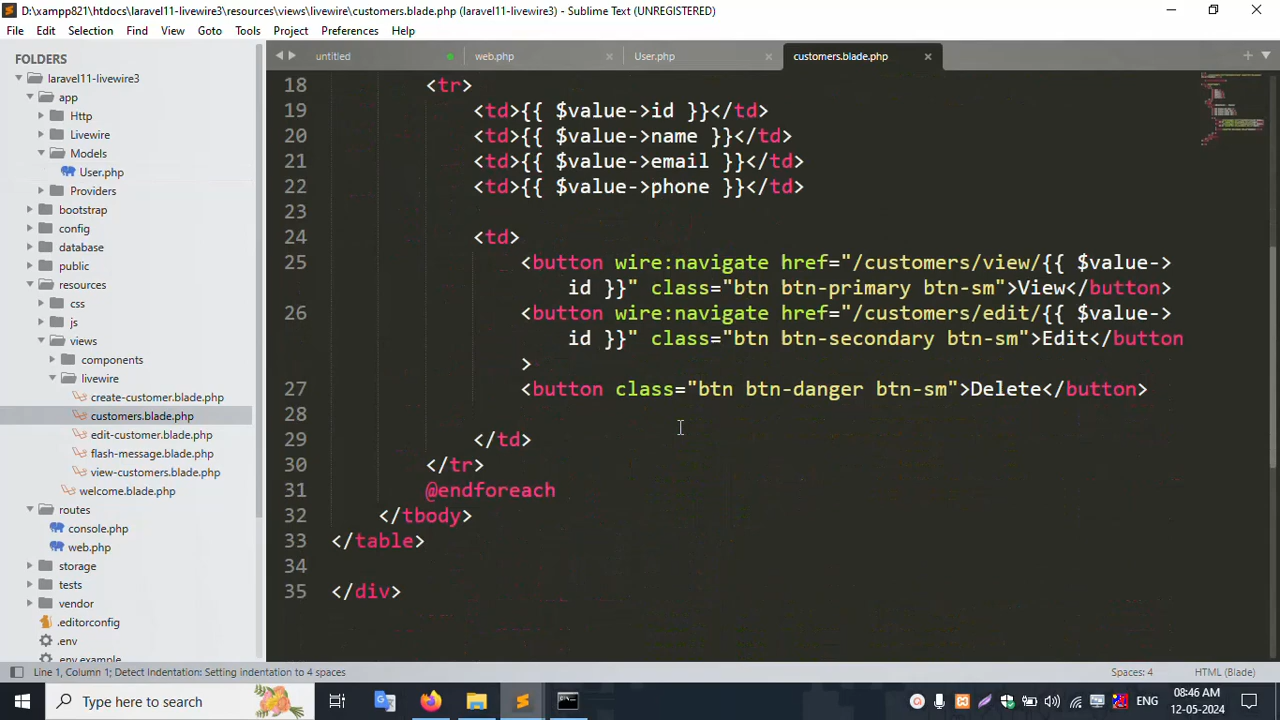 D:\xampp821\htdocs\laravel11-livewire3\resources\views\livewire\customers.blade.php (laravel11-livewire3) - Sublime Text (UNREGISTERED)
File Edit Selection Find View Goto Tools Project Preferences Help
FOLDERS
laravel11-livewire3
app
Http
Livewire
Models
User.php
Providers
bootstrap
config
database
public
resources
css
js
views
components
livewire
create-customer.blade.php
customers.blade.php
edit-customer.blade.php
flash-message.blade.php
view-customers.blade.php
welcome.blade.php
routes
console.php
web.php
storage
tests
vendor
.editorconfig
.env
.env.example
untitled web.php User.php customers.blade.php
18 <tr>
19 <td>{{ $value->id }}</td>
20 <td>{{ $value->name }}</td>
21 <td>{{ $value->email }}</td>
22 <td>{{ $value->phone }}</td>
23
24 <td>
25 <button wire:navigate href="/customers/view/{{ $value->
id }}" class="btn btn-primary btn-sm">View</button>
26 <button wire:navigate href="/customers/edit/{{ $value->
id }}" class="btn btn-secondary btn-sm">Edit</button
>
27 <button class="btn btn-danger btn-sm">Delete</button>
28
29 </td>
30 </tr>
31 @endforeach
32 </tbody>
33 </table>
34
35 </div>
Line 1, Column 1; Detect Indentation: Setting indentation to 4 spaces Spaces: 4 HTML (Blade)
Type here to search ENG 08:46 AM
12-05-2024